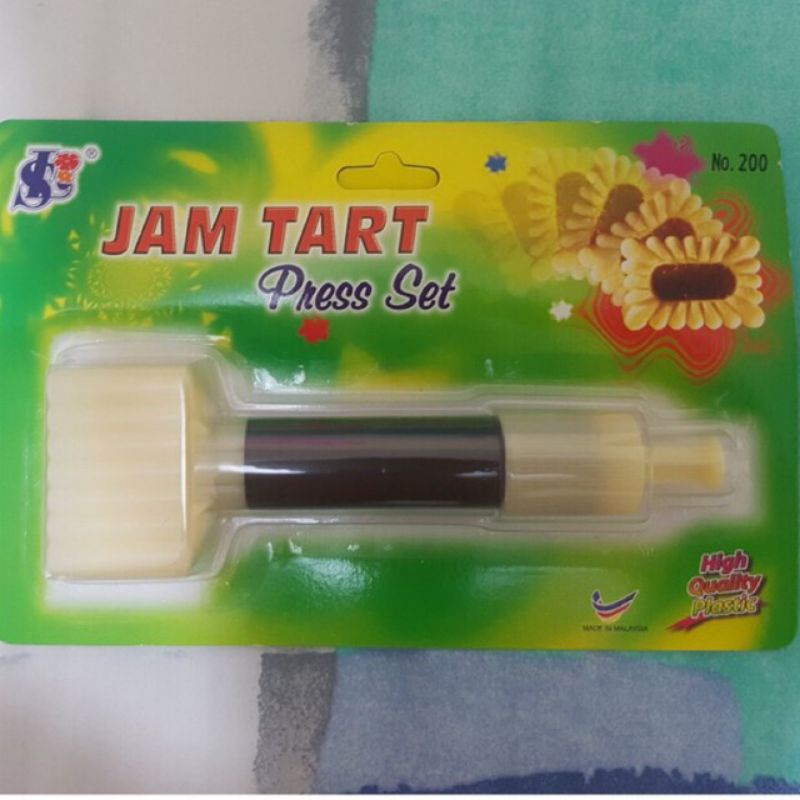 ®
No. 200
JAM TART
Press Set
High
Quality
Plastic
MADE IN MALAYSIA